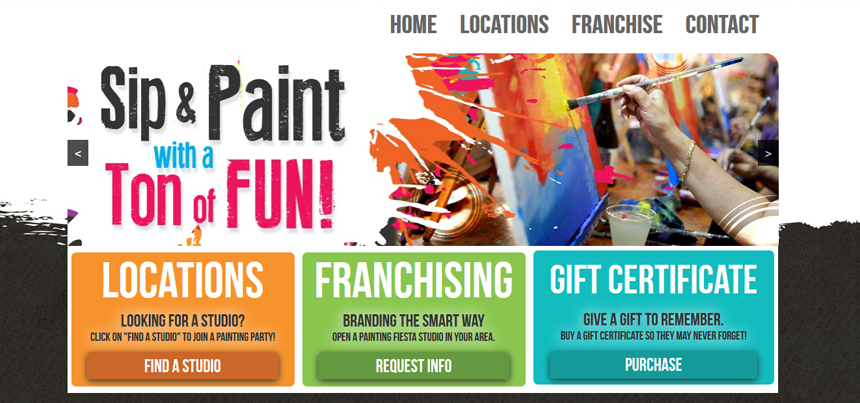 HOME LOCATIONS FRANCHISE CONTACT
Sip & Paint
with a
Ton of FUN!
<
>
LOCATIONS
LOOKING FOR A STUDIO?
CLICK ON "FIND A STUDIO" TO JOIN A PAINTING PARTY!
FIND A STUDIO
FRANCHISING
BRANDING THE SMART WAY
OPEN A PAINTING FIESTA STUDIO IN YOUR AREA.
REQUEST INFO
GIFT CERTIFICATE
GIVE A GIFT TO REMEMBER.
BUY A GIFT CERTIFICATE SO THEY MAY NEVER FORGET!
PURCHASE